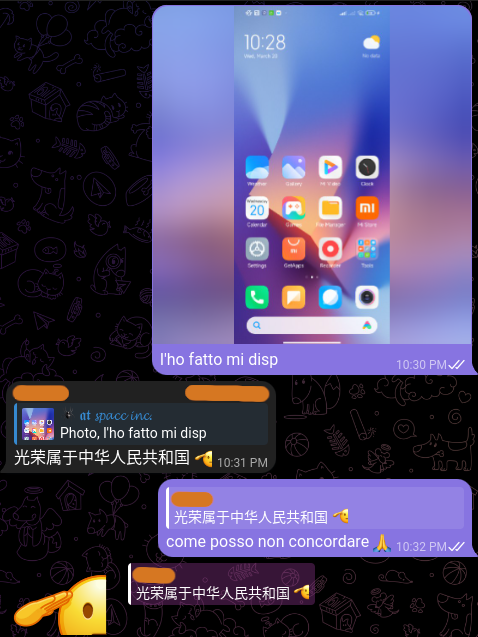 10:28
Wed, March 20
No data
Weather
Gallery
Mi Video
Clock
Wednesday
20
Calendar
Games
File Manager
Mi Store
Settings
GetApps
Recorder
Tools
l'ho fatto mi disp
10:30 PM
at spacc inc.
Photo, l'ho fatto mi disp
光荣属于中华人民共和国
10:31 PM
光荣属于中华人民共和国
come posso non concordare 🙏
10:32 PM
光荣属于中华人民共和国